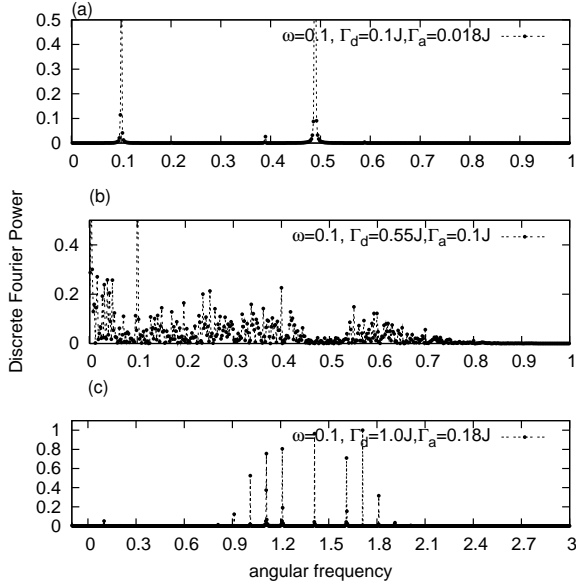 (a)
ω=0.1, Γd=0.1J,Γa=0.018J
0.5
0.4
0.3
0.2
0.1
0
0 0.1 0.2 0.3 0.4 0.5 0.6 0.7 0.8 0.9 1
(b)
ω=0.1, Γd=0.55J,Γa=0.1J
Discrete Fourier Power
0.4
0.2
0
0.0 0.1 0.2 0.3 0.4 0.5 0.6 0.7 0.8 0.9 1
(c)
ω=0.1, Γd=1.0J,Γa=0.18J
1
0.8
0.6
0.4
0.2
0
0 0.3 0.6 0.9 1.2 1.5 1.8 2.1 2.4 2.7 3
angular frequency